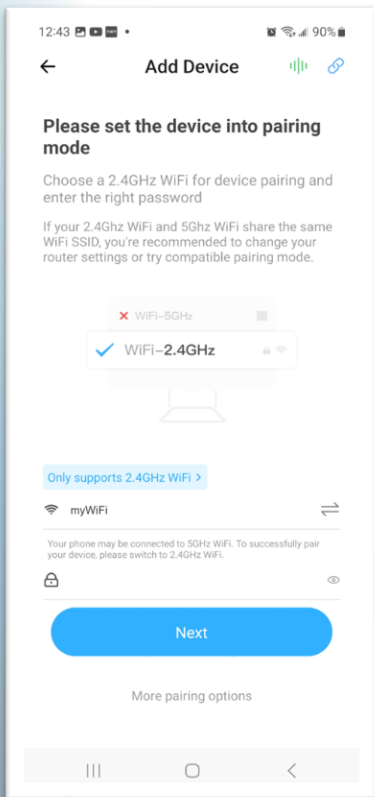 12:43
90%
Add Device
Please set the device into pairing
mode
Choose a 2.4GHz WiFi for device pairing and
enter the right password
If your 2.4Ghz WiFi and 5Ghz WiFi share the same
WiFi SSID, you're recommended to change your
router settings or try compatible pairing mode.
WiFi-5GHz
WiFi-2.4GHz
Only supports 2.4GHz WiFi >
myWiFi
Your phone may be connected to 5GHz WiFi. To successfully pair
your device, please switch to 2.4GHz WiFi.
Next
More pairing options